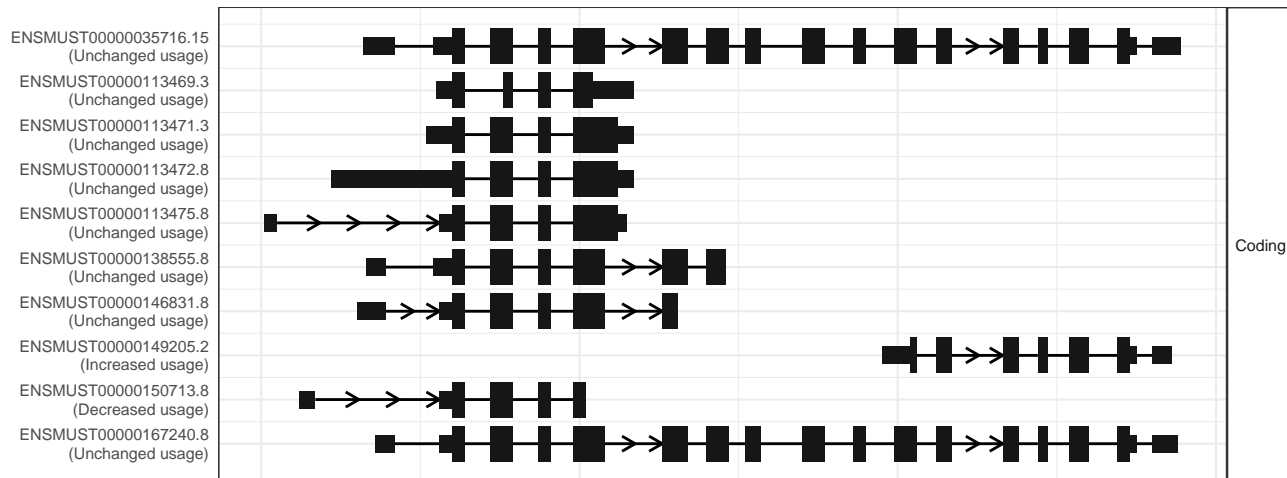 ENSMUST00000035716.15
(Unchanged usage)
ENSMUST00000113469.3
(Unchanged usage)
ENSMUST00000113471.3
(Unchanged usage)
ENSMUST00000113472.8
(Unchanged usage)
ENSMUST00000113475.8
(Unchanged usage)
ENSMUST00000138555.8
(Unchanged usage)
ENSMUST00000146831.8
(Unchanged usage)
ENSMUST00000149205.2
(Increased usage)
ENSMUST00000150713.8
(Decreased usage)
ENSMUST00000167240.8
(Unchanged usage)
Coding